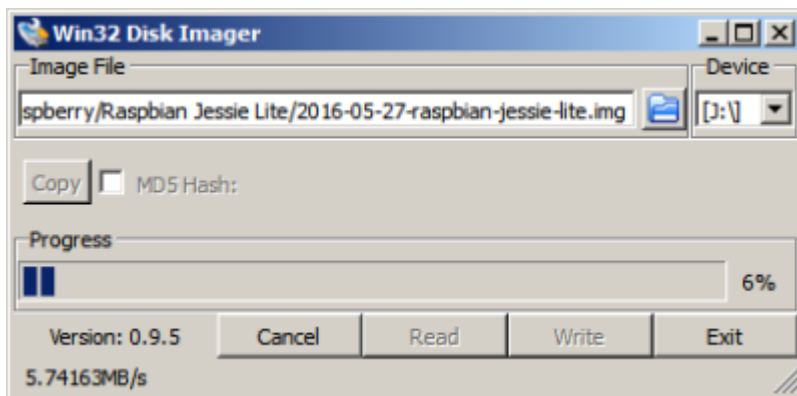 Win32 Disk Imager
Image File
Device
spberry/Raspbian Jessie Lite/2016-05-27-raspbian-jessie-lite.img
[J:\]
Copy
MD5 Hash:
Progress
6%
Version: 0.9.5
Cancel
Read
Write
Exit
5.74163MB/s